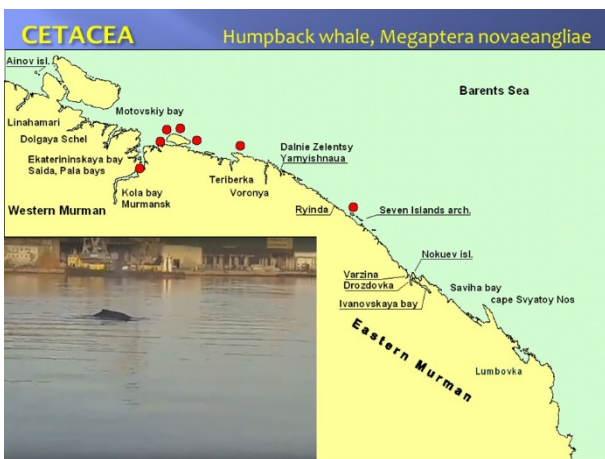 CETACEA
Humpback whale, Megaptera novaeangliae
Ainov isl.
Barents Sea
Motovskiy bay
Linahamari
Dolgaya Schel
Dalnie Zelentsy
Yarnyishnaua
Ekaterininskaya bay
Saida, Pala bays
Teriberka
Voronya
Kola bay
Murmansk
Western Murman
Ryinda
Seven Islands arch.
Nokuev isl.
Varzina
Drozdovka
Ivanovskaya bay
Saviha bay
cape Svyatoy Nos
Eastern Murman
Lumbovka